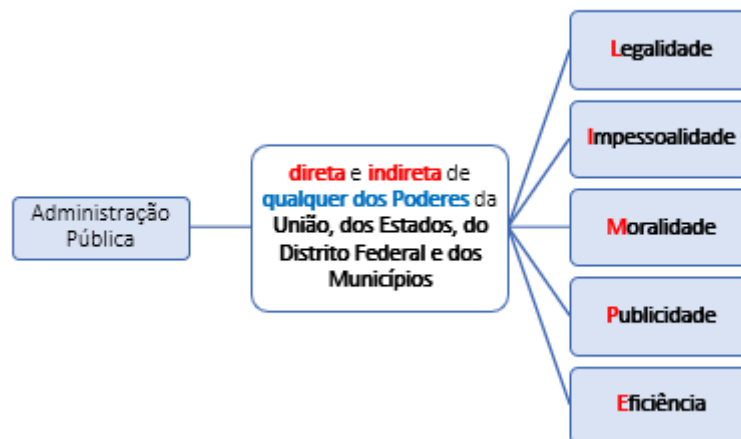 Administração
Pública
direta e indireta de
qualquer dos Poderes da
União, dos Estados, do
Distrito Federal e dos
Municípios
Legalidade
Impessoalidade
Moralidade
Publicidade
Eficiência